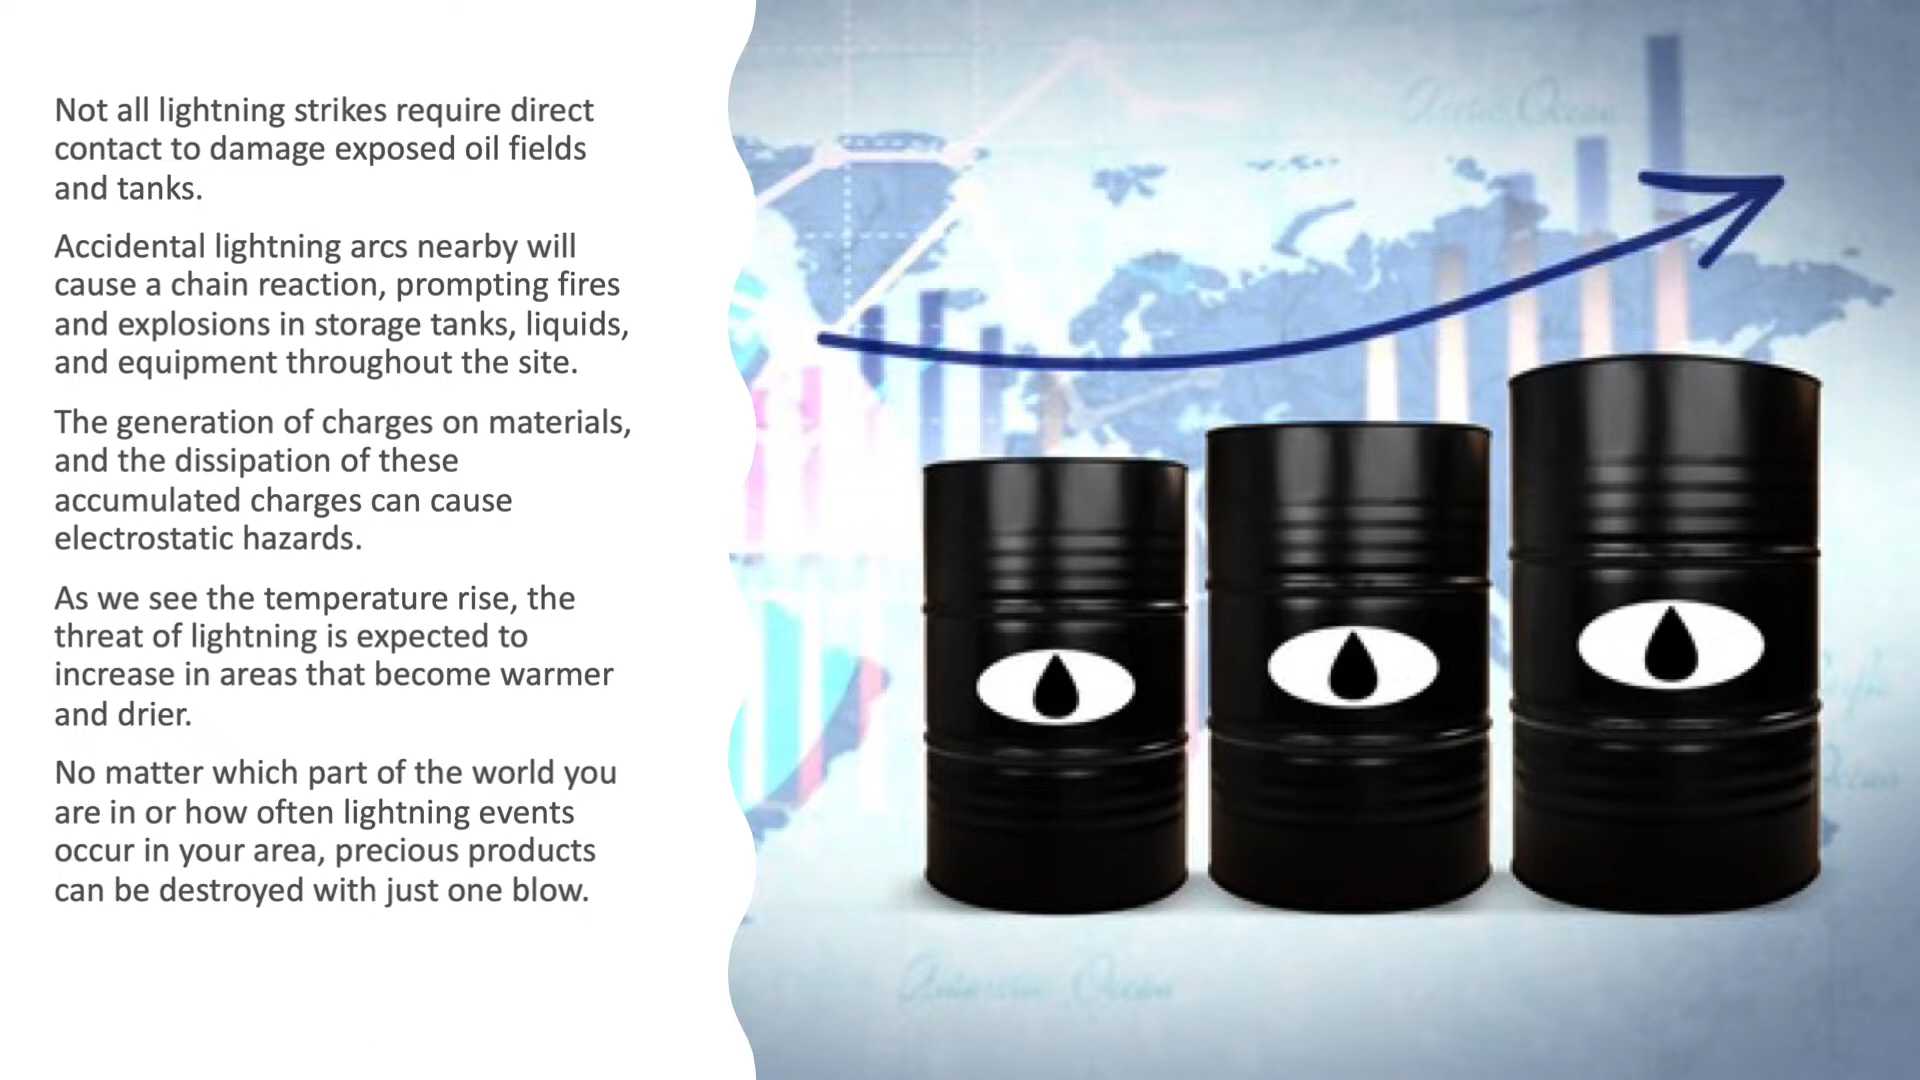 Not all lightning strikes require direct
contact to damage exposed oil fields
and tanks.
Accidental lightning arcs nearby will
cause a chain reaction, prompting fires
and explosions in storage tanks, liquids,
and equipment throughout the site.
The generation of charges on materials,
and the dissipation of these
accumulated charges can cause
electrostatic hazards.
As we see the temperature rise, the
threat of lightning is expected to
increase in areas that become warmer
and drier.
No matter which part of the world you
are in or how often lightning events
occur in your area, precious products
can be destroyed with just one blow.
Arctic Ocean
Ocean